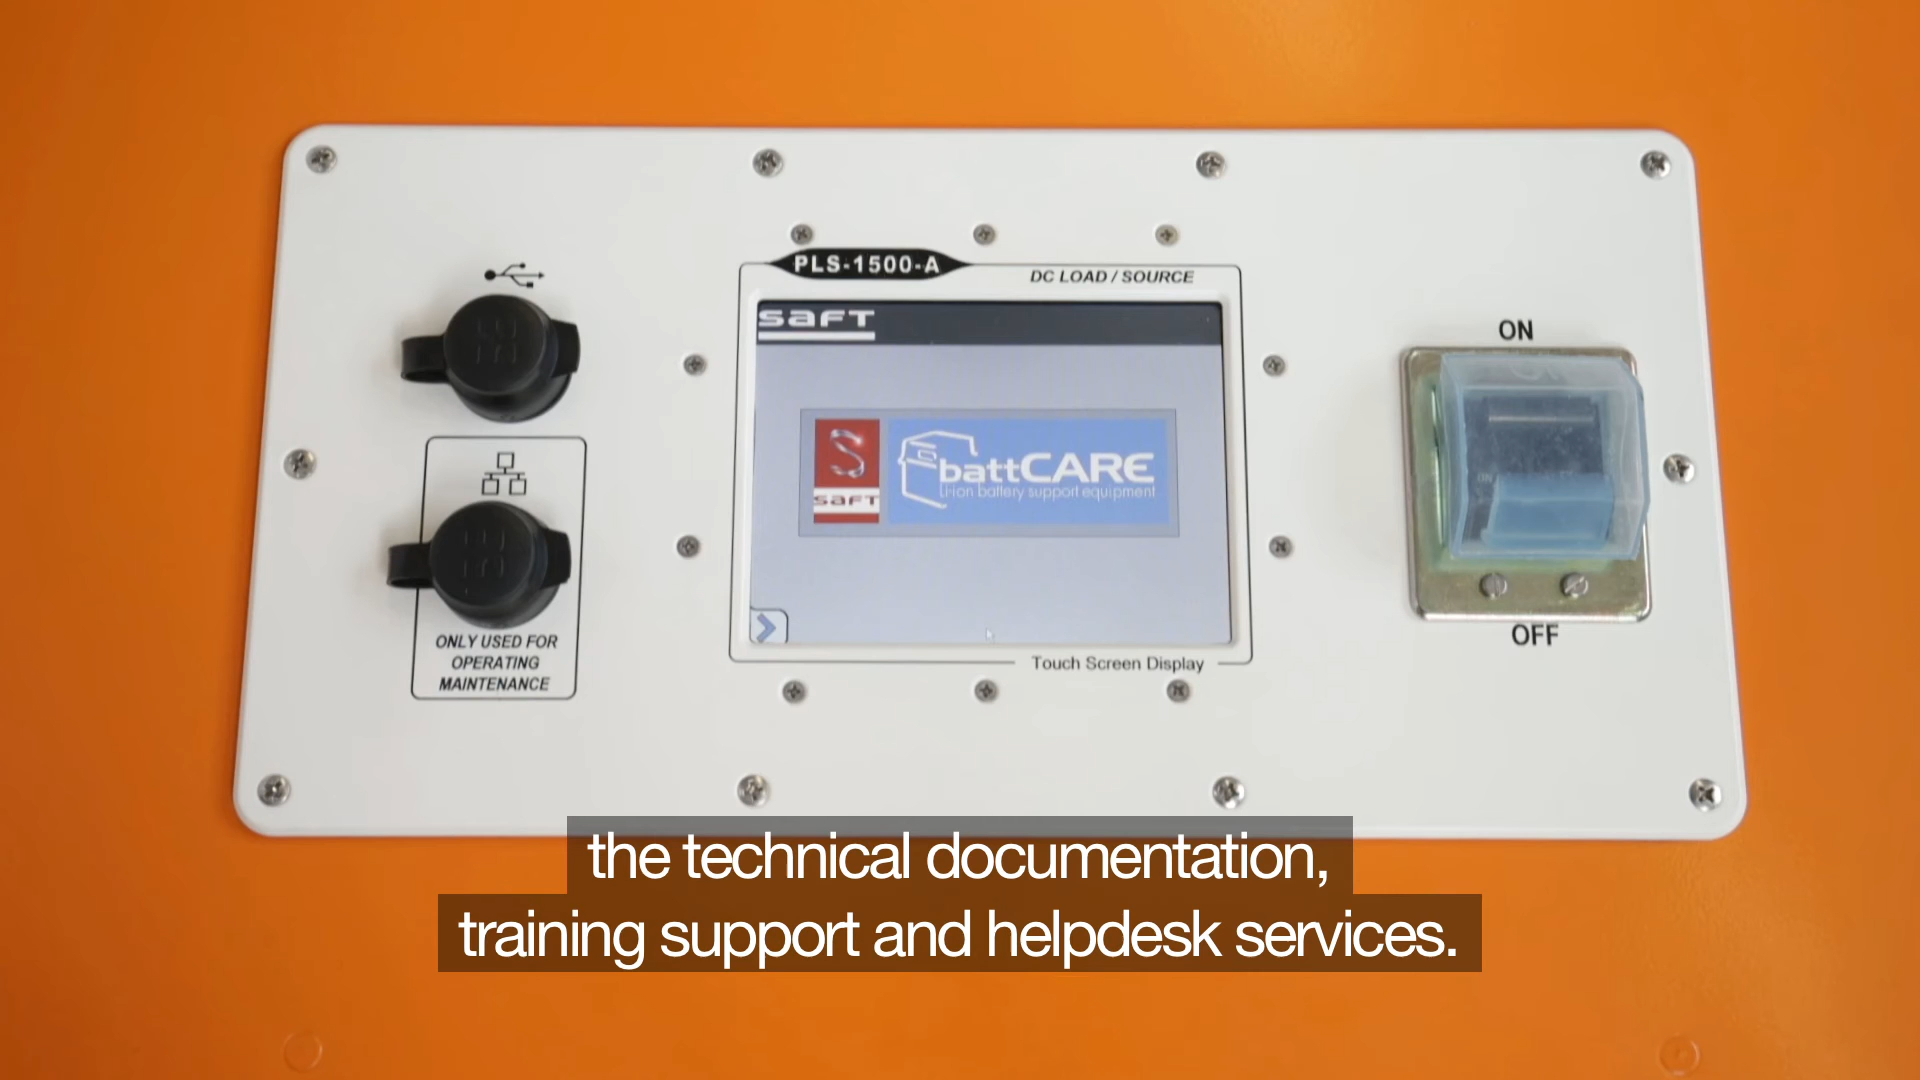 PLS-1500-A
DC LOAD / SOURCE
saft
ON
saft
battCARE
Li-ion battery support equipment
ON
ONLY USED FOR
OPERATING
MAINTENANCE
OFF
Touch Screen Display
the technical documentation,
training support and helpdesk services.